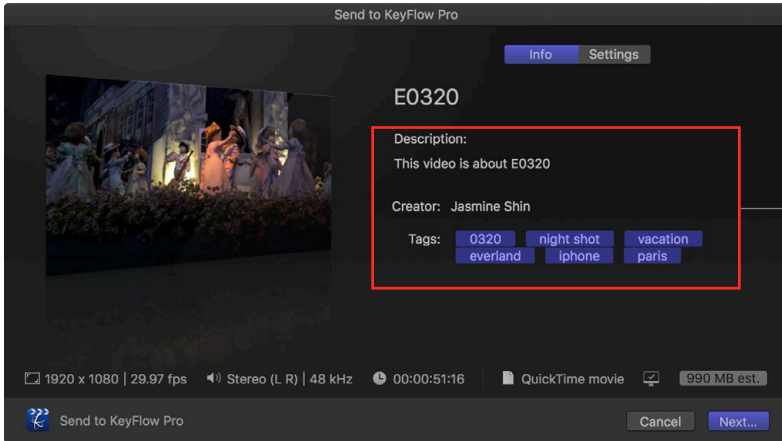 Send to KeyFlow Pro
Info Settings
E0320
Description:
This video is about E0320
Creator: Jasmine Shin
Tags: 0320 night shot vacation
everland iphone paris
1920 x 1080 | 29.97 fps Stereo (L R) | 48 kHz 00:00:51:16 QuickTime movie 990 MB est.
Send to KeyFlow Pro Cancel Next...